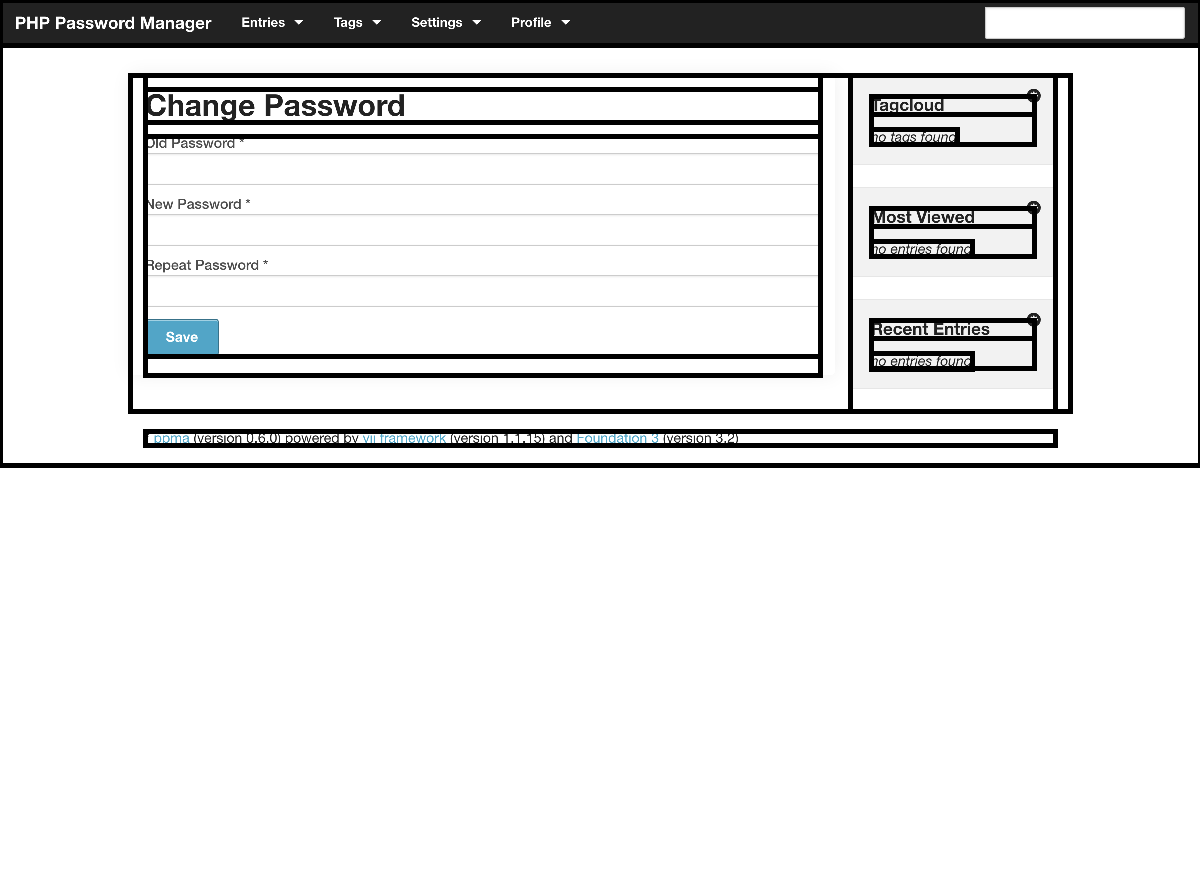 PHP Password Manager Entries Tags Settings Profile
Change Password
Old Password *
New Password *
Repeat Password *
Save
Tagcloud
no tags found
Most Viewed
no entries found
Recent Entries
no entries found
ppma (version 0.6.0) powered by yii framework (version 1.1.15) and Foundation 3 (version 3.2)